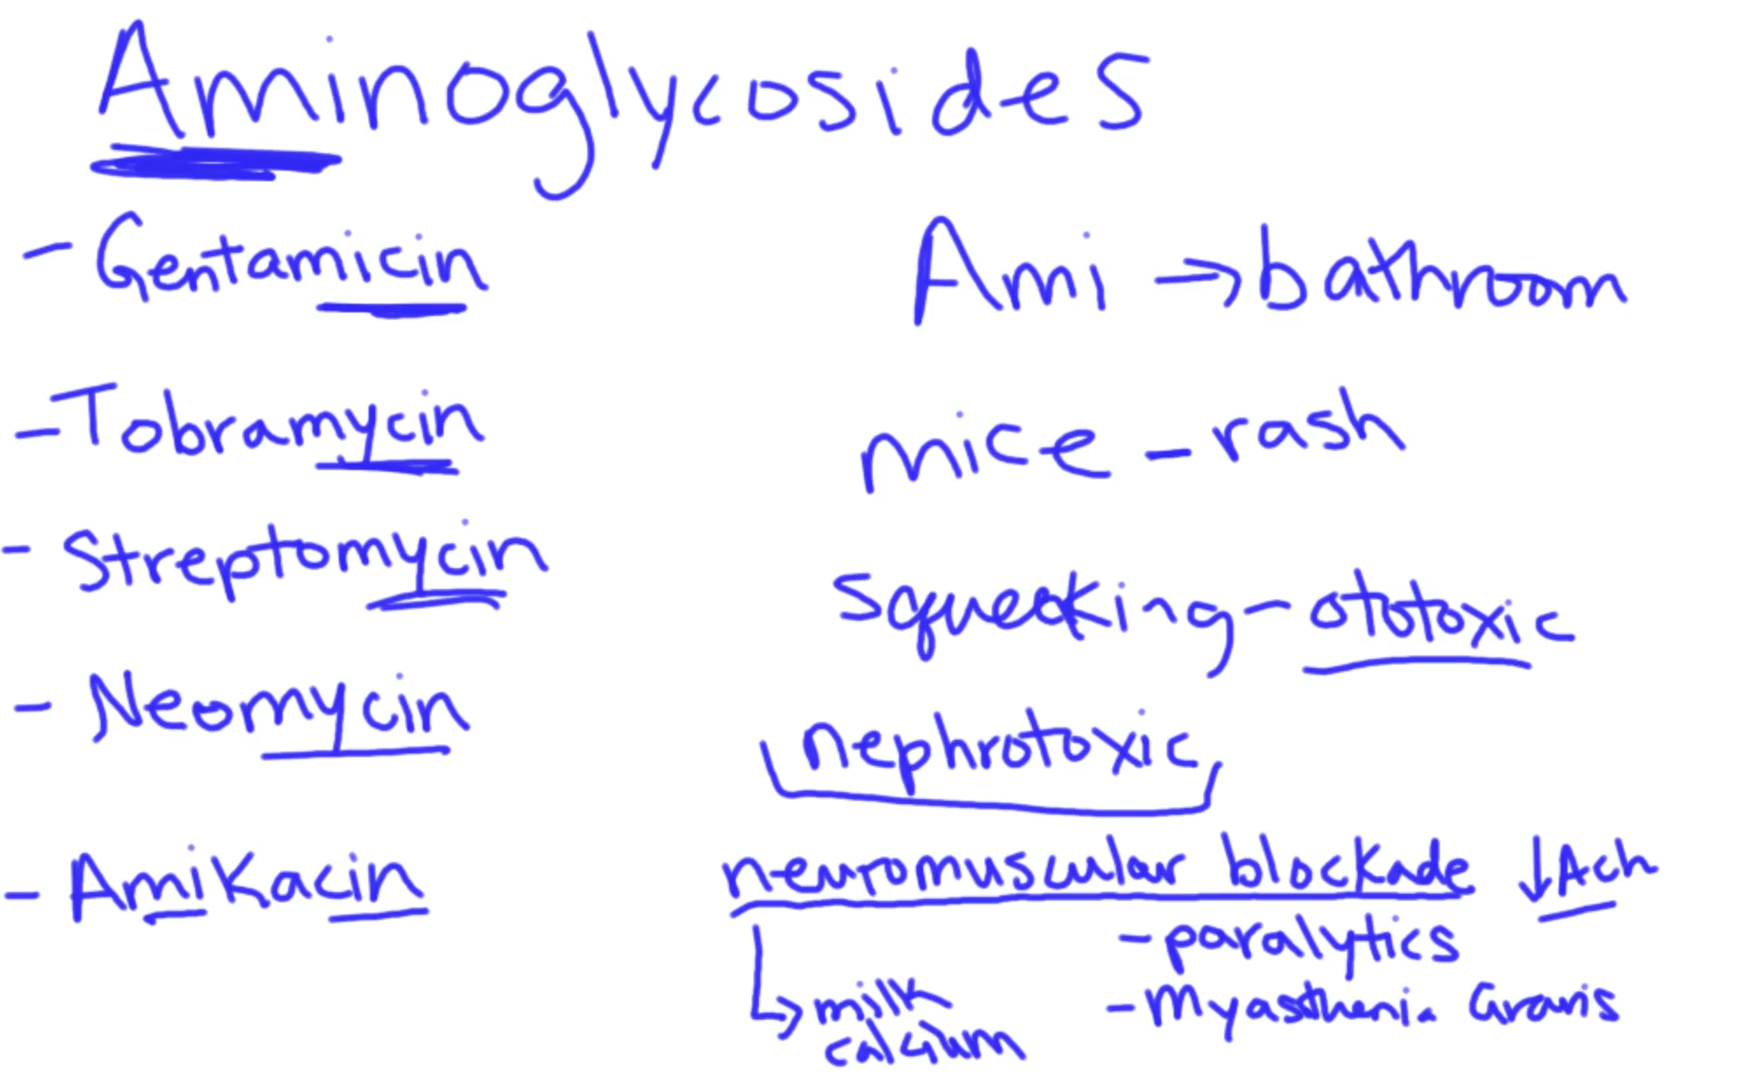 Aminoglycosides
- Gentamicin
- Tobramycin
- Streptomycin
- Neomycin
- Amikacin
Ami → bathroom
mice - rash
squeaking - ototoxic
nephrotoxic
neuromuscular blockade ↓ Ach
- paralytics
- Myasthenia Gravis
↳ milk
calcium